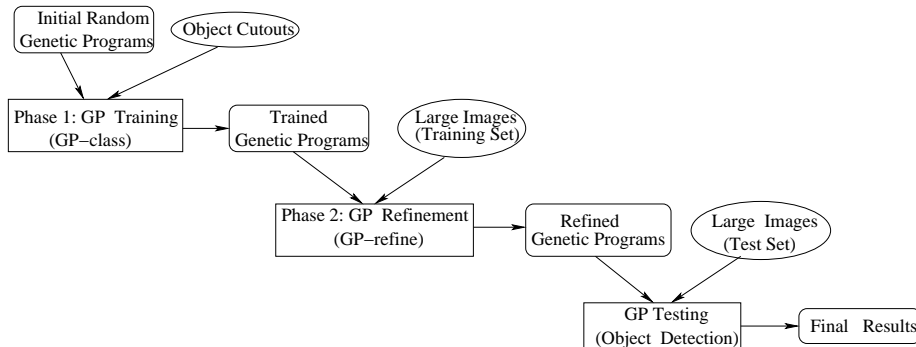 Initial Random
Genetic Programs
Object Cutouts
Phase 1: GP Training
(GP−class)
Trained
Genetic Programs
Large Images
(Training Set)
Phase 2: GP Refinement
(GP−refine)
Refined
Genetic Programs
Large Images
(Test Set)
GP Testing
(Object Detection)
Final Results